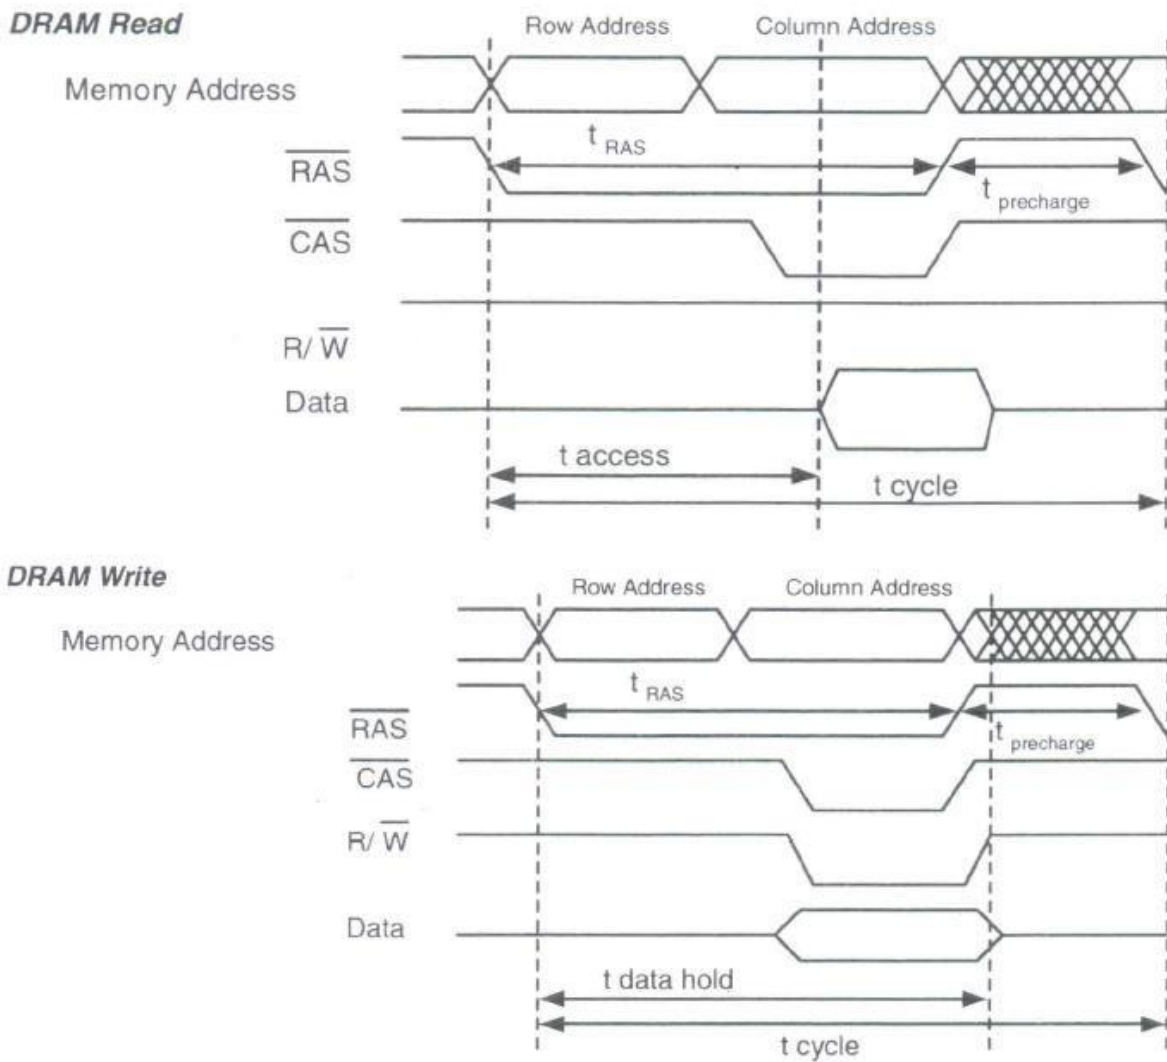 DRAM Read
Row Address Column Address
Memory Address
t RAS
RAS
t precharge
CAS
R/ W
Data
t access
t cycle
DRAM Write
Row Address Column Address
Memory Address
t RAS
RAS
t precharge
CAS
R/ W
Data
t data hold
t cycle